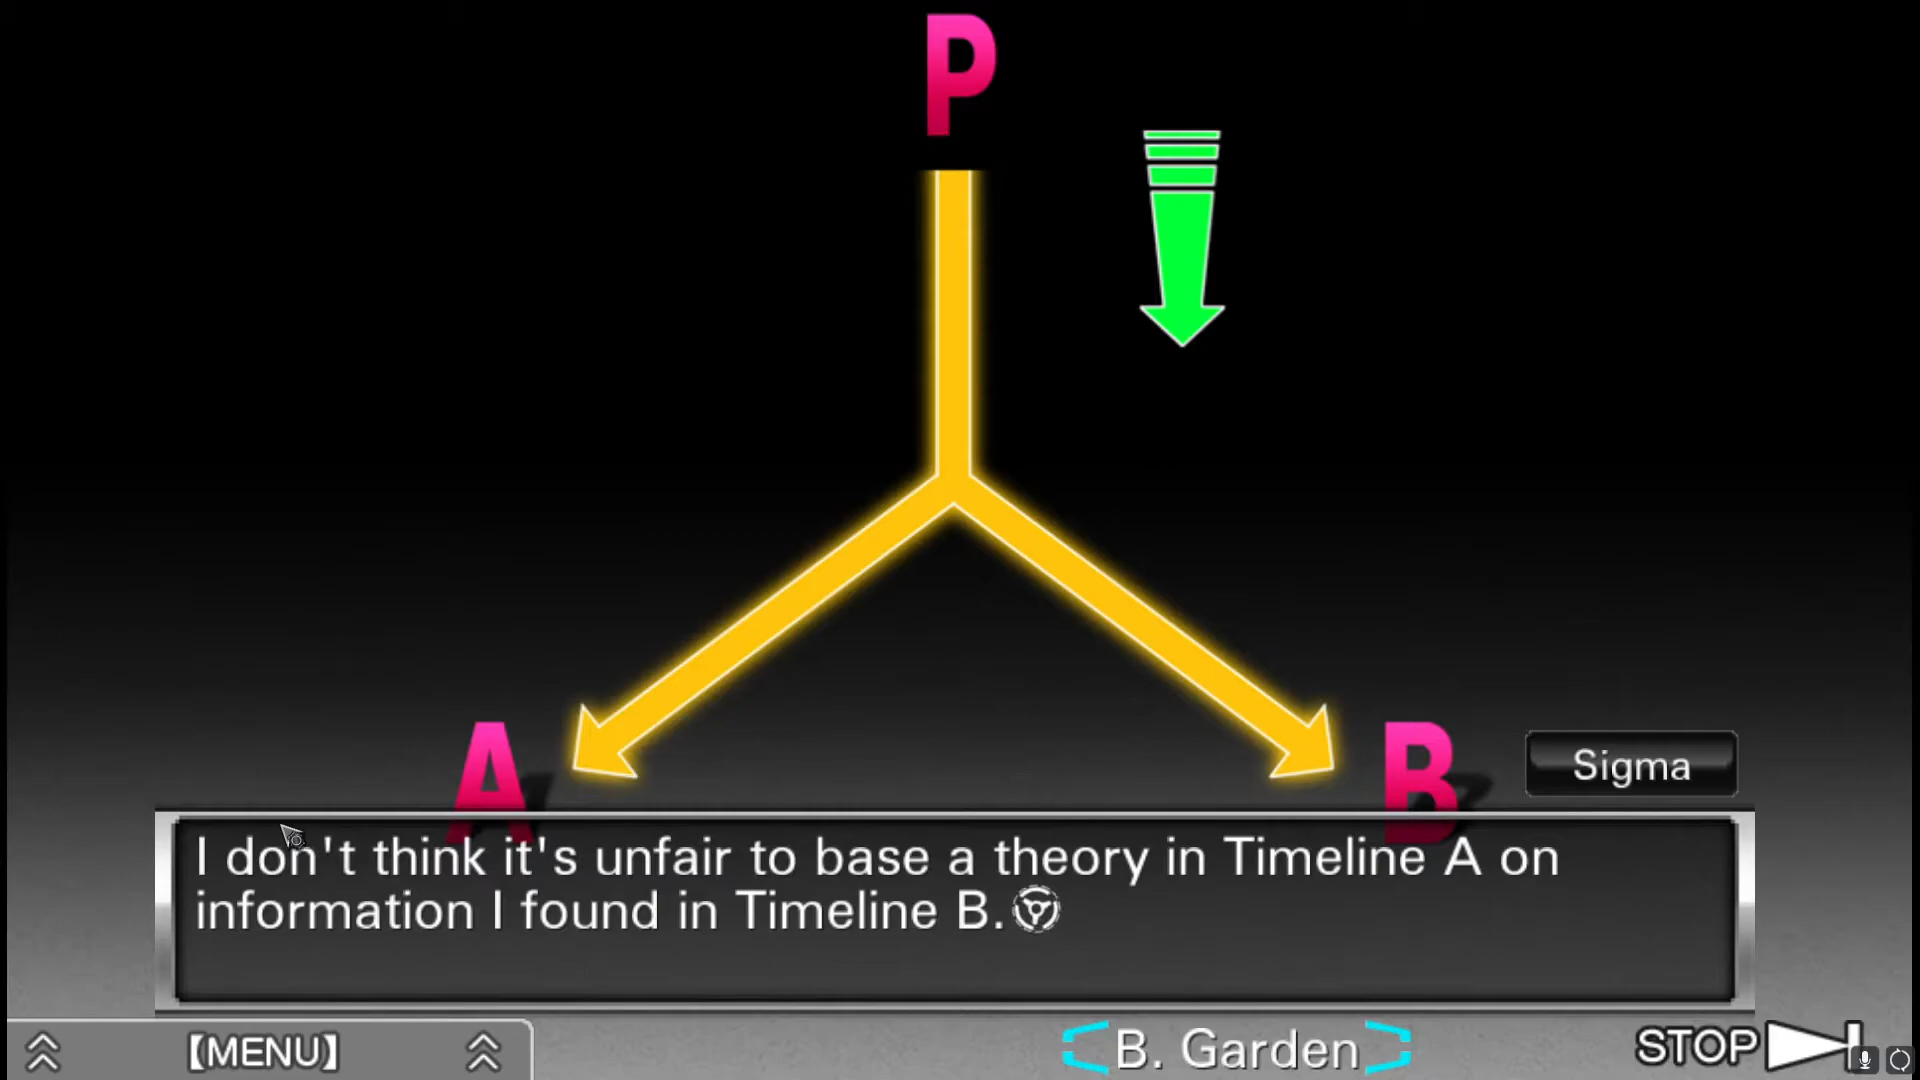 P
A
B
Sigma
I don't think it's unfair to base a theory in Timeline A on
information I found in Timeline B.
【MENU】
B. Garden
STOP